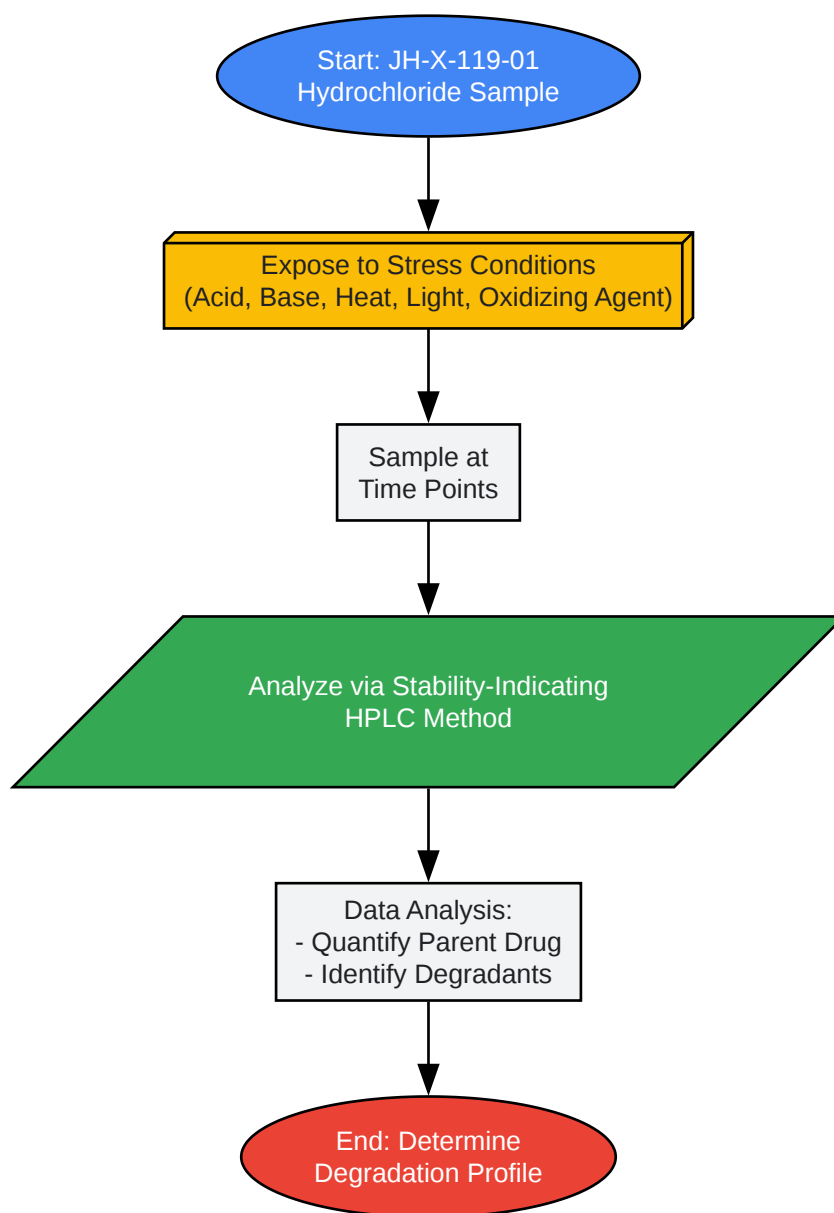 Start: JH-X-119-01
Hydrochloride Sample
Expose to Stress Conditions
(Acid, Base, Heat, Light, Oxidizing Agent)
Sample at
Time Points
Analyze via Stability-Indicating
HPLC Method
Data Analysis:
- Quantify Parent Drug
- Identify Degradants
End: Determine
Degradation Profile